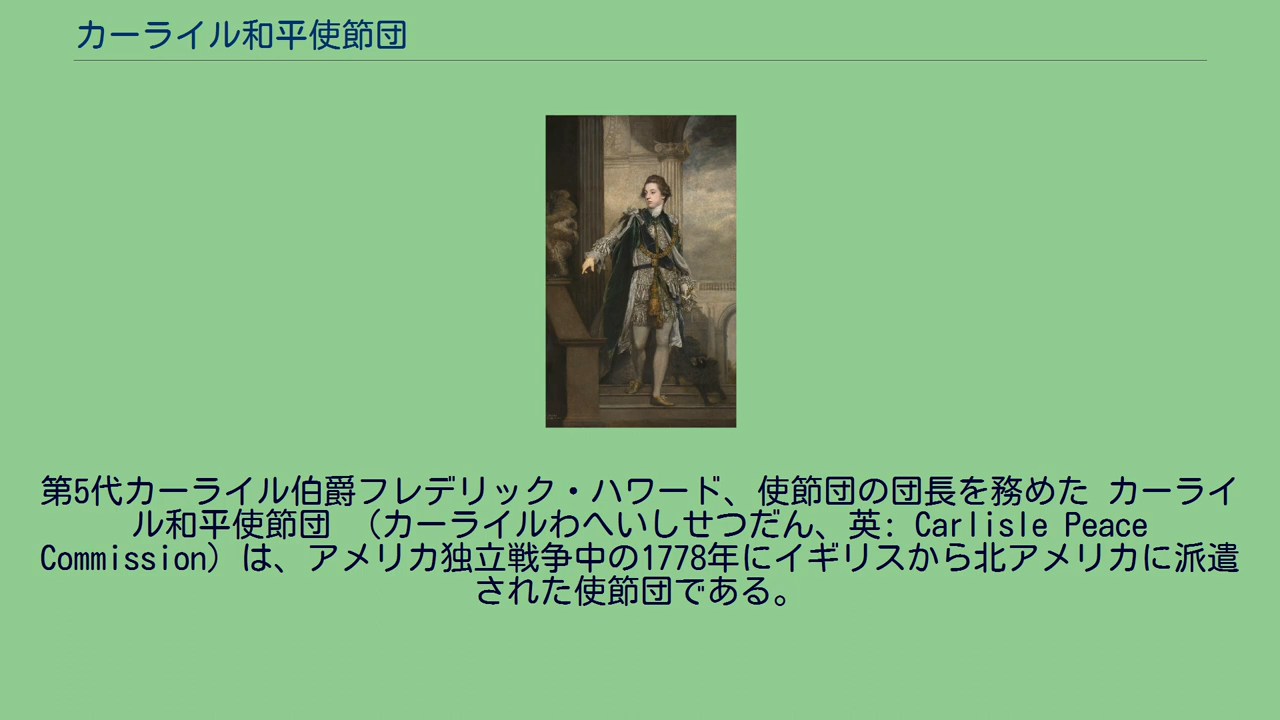 カーライル和平使節団
第5代カーライル伯爵フレデリック・ハワード、使節団の団長を務めた カーライ
ル和平使節団 （カーライルわへいしせつだん、英: Carlisle Peace
Commission）は、アメリカ独立戦争中の1778年にイギリスから北アメリカに派遣
された使節団である。